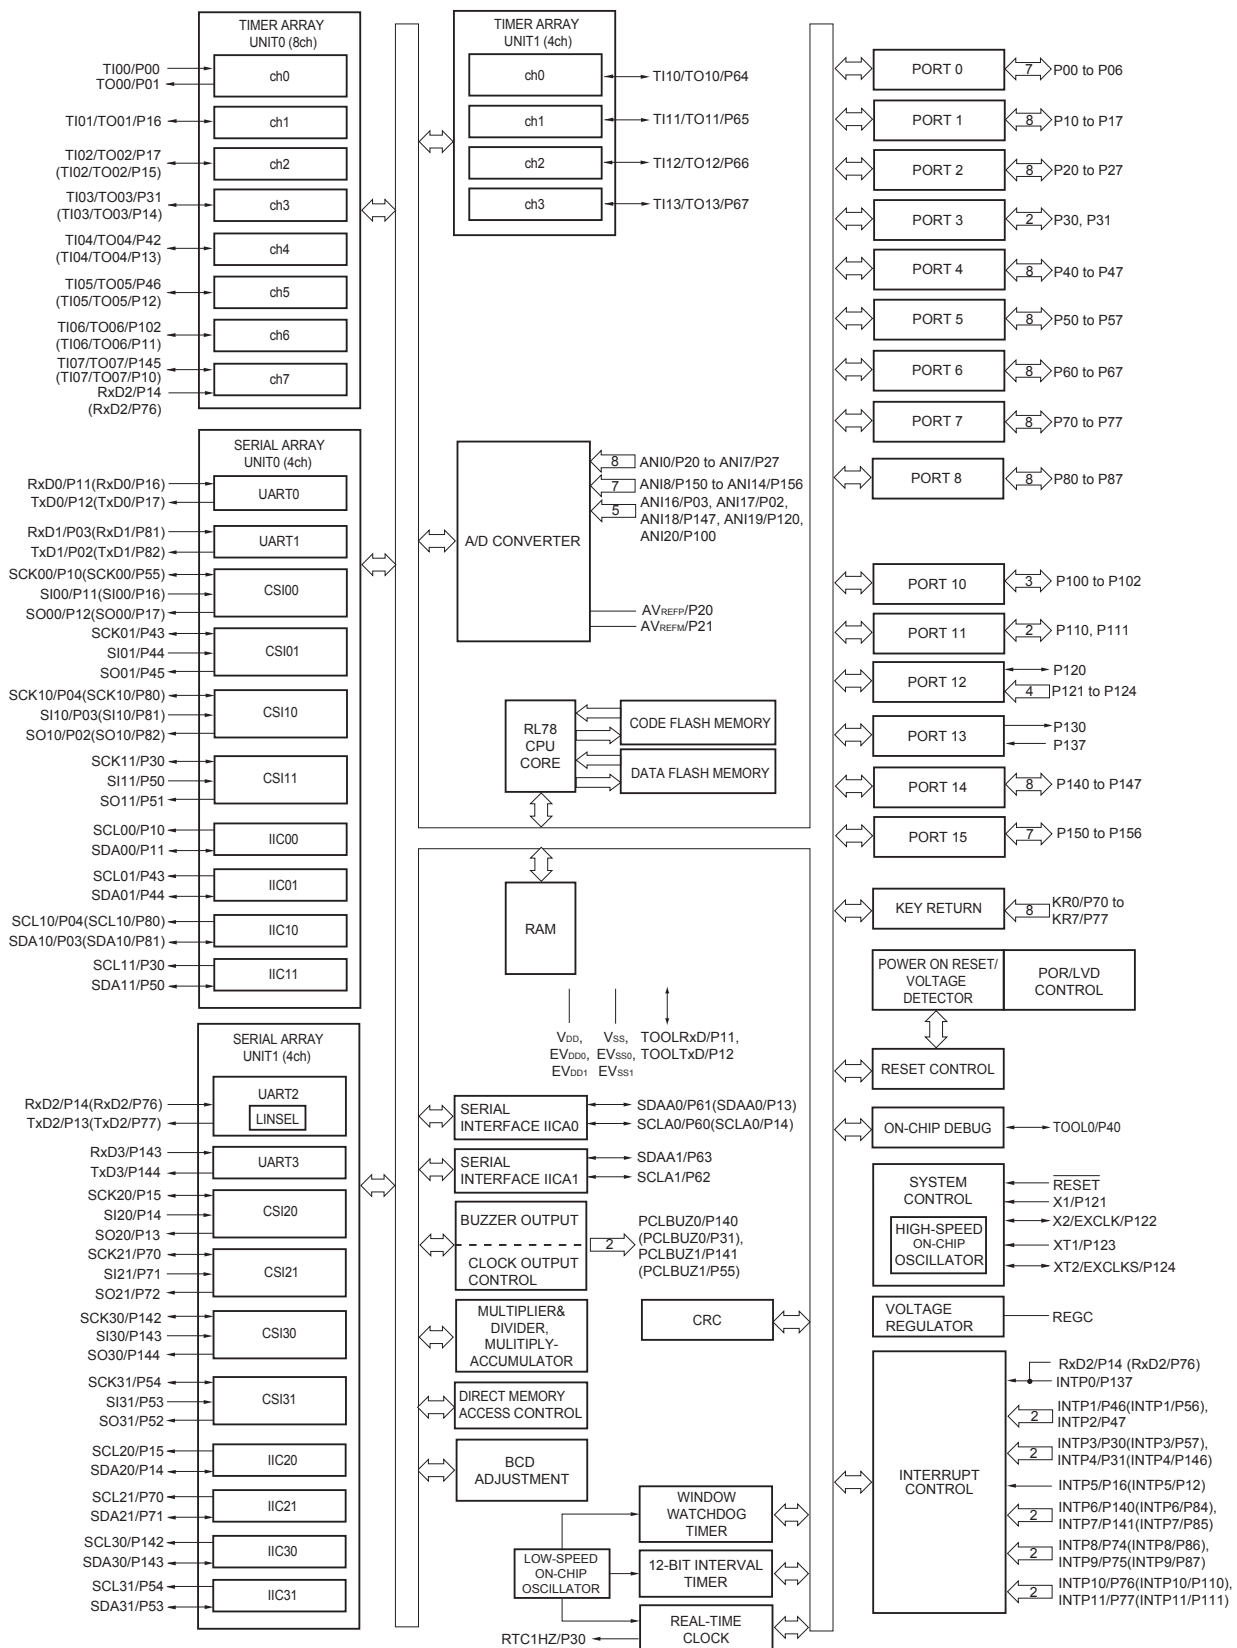 TIMER ARRAY
UNIT0 (8ch)
TI00/P00
TO00/P01
ch0
TI01/TO01/P16
ch1
TI02/TO02/P17
(TI02/TO02/P15)
ch2
TI03/TO03/P31
(TI03/TO03/P14)
ch3
TI04/TO04/P42
(TI04/TO04/P13)
ch4
TI05/TO05/P46
(TI05/TO05/P12)
ch5
TI06/TO06/P102
(TI06/TO06/P11)
ch6
TI07/TO07/P145
(TI07/TO07/P10)
RxD2/P14
(RxD2/P76)
ch7
SERIAL ARRAY
UNIT0 (4ch)
RxD0/P11(RxD0/P16)
TxD0/P12(TxD0/P17)
UART0
RxD1/P03(RxD1/P81)
TxD1/P02(TxD1/P82)
UART1
SCK00/P10(SCK00/P55)
SI00/P11(SI00/P16)
SO00/P12(SO00/P17)
CSI00
SCK01/P43
SI01/P44
SO01/P45
CSI01
SCK10/P04(SCK10/P80)
SI10/P03(SI10/P81)
SO10/P02(SO10/P82)
CSI10
SCK11/P30
SI11/P50
SO11/P51
CSI11
SCL00/P10
SDA00/P11
IIC00
SCL01/P43
SDA01/P44
IIC01
SCL10/P04(SCL10/P80)
SDA10/P03(SDA10/P81)
IIC10
SCL11/P30
SDA11/P50
IIC11
SERIAL ARRAY
UNIT1 (4ch)
RxD2/P14(RxD2/P76)
TxD2/P13(TxD2/P77)
UART2
LINSEL
RxD3/P143
TxD3/P144
UART3
SCK20/P15
SI20/P14
SO20/P13
CSI20
SCK21/P70
SI21/P71
SO21/P72
CSI21
SCK30/P142
SI30/P143
SO30/P144
CSI30
SCK31/P54
SI31/P53
SO31/P52
CSI31
SCL20/P15
SDA20/P14
IIC20
SCL21/P70
SDA21/P71
IIC21
SCL30/P142
SDA30/P143
IIC30
SCL31/P54
SDA31/P53
IIC31
TIMER ARRAY
UNIT1 (4ch)
ch0
TI10/TO10/P64
ch1
TI11/TO11/P65
ch2
TI12/TO12/P66
ch3
TI13/TO13/P67
A/D CONVERTER
8 ANI0/P20 to ANI7/P27
7 ANI8/P150 to ANI14/P156
5 ANI16/P03, ANI17/P02,
ANI18/P147, ANI19/P120,
ANI20/P100
AVREFP/P20
AVREFM/P21
RL78
CPU
CORE
CODE FLASH MEMORY
DATA FLASH MEMORY
RAM
VDD,
EVDD0,
EVDD1
VSS,
EVSS0,
EVSS1
TOOLRxD/P11,
TOOLTxD/P12
SERIAL
INTERFACE IICA0
SDAA0/P61(SDAA0/P13)
SCLA0/P60(SCLA0/P14)
SERIAL
INTERFACE IICA1
SDAA1/P63
SCLA1/P62
BUZZER OUTPUT
CLOCK OUTPUT
CONTROL
2
PCLBUZ0/P140
(PCLBUZ0/P31),
PCLBUZ1/P141
(PCLBUZ1/P55)
MULTIPLIER&
DIVIDER,
MULITIPLY-
ACCUMULATOR
CRC
DIRECT MEMORY
ACCESS CONTROL
BCD
ADJUSTMENT
WINDOW
WATCHDOG
TIMER
LOW-SPEED
ON-CHIP
OSCILLATOR
12-BIT INTERVAL
TIMER
REAL-TIME
CLOCK
RTC1HZ/P30
PORT 0
7 P00 to P06
PORT 1
8 P10 to P17
PORT 2
8 P20 to P27
PORT 3
2 P30, P31
PORT 4
8 P40 to P47
PORT 5
8 P50 to P57
PORT 6
8 P60 to P67
PORT 7
8 P70 to P77
PORT 8
8 P80 to P87
PORT 10
3 P100 to P102
PORT 11
2 P110, P111
PORT 12
P120
4 P121 to P124
PORT 13
P130
P137
PORT 14
8 P140 to P147
PORT 15
7 P150 to P156
KEY RETURN
8 KR0/P70 to
KR7/P77
POWER ON RESET/
VOLTAGE
DETECTOR
POR/LVD
CONTROL
RESET CONTROL
ON-CHIP DEBUG
TOOL0/P40
SYSTEM
CONTROL
HIGH-SPEED
ON-CHIP
OSCILLATOR
RESET
X1/P121
X2/EXCLK/P122
XT1/P123
XT2/EXCLKS/P124
VOLTAGE
REGULATOR
REGC
INTERRUPT
CONTROL
RxD2/P14 (RxD2/P76)
INTP0/P137
2 INTP1/P46(INTP1/P56),
INTP2/P47
2 INTP3/P30(INTP3/P57),
INTP4/P31(INTP4/P146)
INTP5/P16(INTP5/P12)
2 INTP6/P140(INTP6/P84),
INTP7/P141(INTP7/P85)
2 INTP8/P74(INTP8/P86),
INTP9/P75(INTP9/P87)
2 INTP10/P76(INTP10/P110),
INTP11/P77(INTP11/P111)